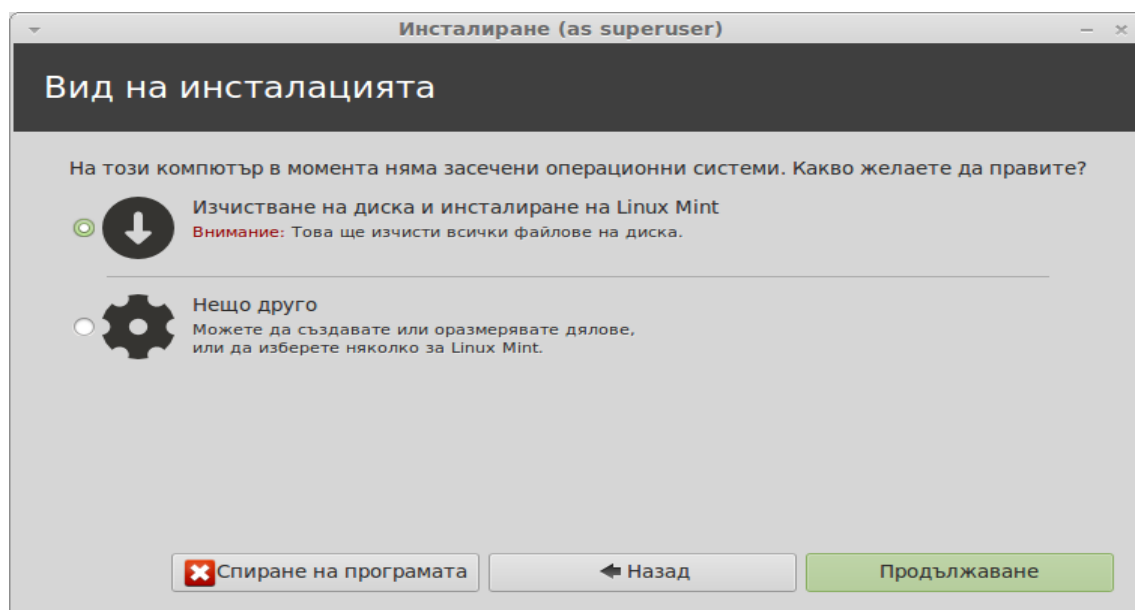 Инсталиране (as superuser)
Вид на инсталацията
На този компютър в момента няма засечени операционни системи. Какво желаете да правите?
Изчистване на диска и инсталиране на Linux Mint
Внимание: Това ще изчисти всички файлове на диска.
Нещо друго
Можете да създавате или оразмерявате дялове,
или да изберете няколко за Linux Mint.
Спиране на програмата
Назад
Продължаване